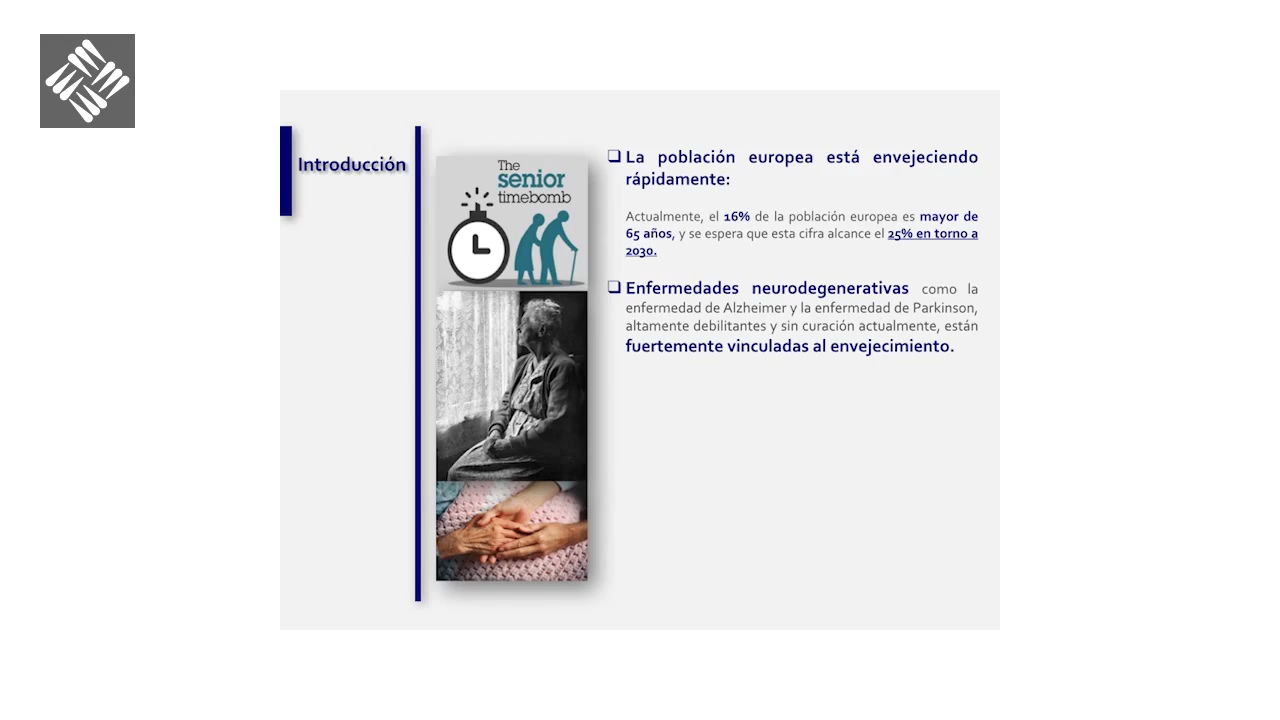 Introducción
The
senior
timebomb
La población europea está envejeciendo
rápidamente:
Actualmente, el 16% de la población europea es mayor de
65 años, y se espera que esta cifra alcance el 25% en torno a
2030.
Enfermedades neurodegenerativas como la
enfermedad de Alzheimer y la enfermedad de Parkinson,
altamente debilitantes y sin curación actualmente, están
fuertemente vinculadas al envejecimiento.